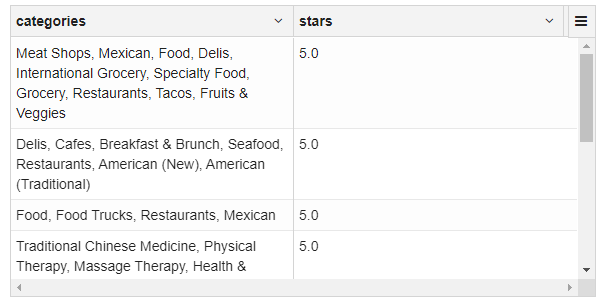 categories stars
Meat Shops, Mexican, Food, Delis, 5.0
International Grocery, Specialty Food,
Grocery, Restaurants, Tacos, Fruits &
Veggies
Delis, Cafes, Breakfast & Brunch, Seafood, 5.0
Restaurants, American (New), American
(Traditional)
Food, Food Trucks, Restaurants, Mexican 5.0
Traditional Chinese Medicine, Physical 5.0
Therapy, Massage Therapy, Health &